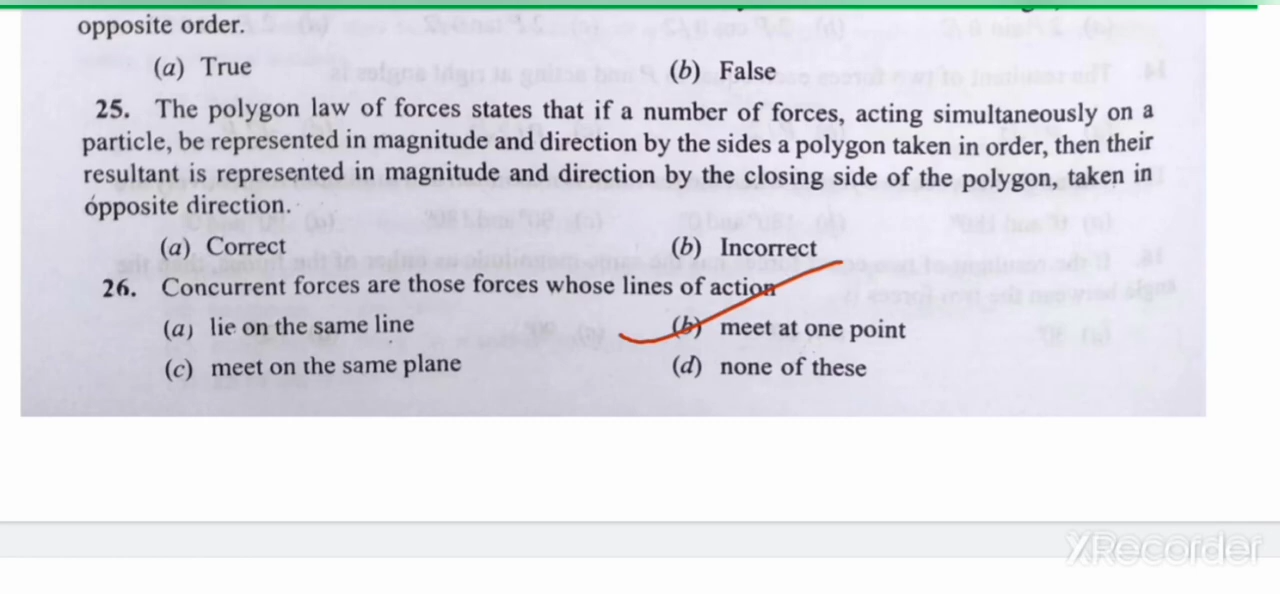 opposite order.
(a) True (b) False
25. The polygon law of forces states that if a number of forces, acting simultaneously on a
particle, be represented in magnitude and direction by the sides a polygon taken in order, then their
resultant is represented in magnitude and direction by the closing side of the polygon, taken in
opposite direction.
(a) Correct (b) Incorrect
26. Concurrent forces are those forces whose lines of action
(a) lie on the same line (b) meet at one point
(c) meet on the same plane (d) none of these
XRecorder